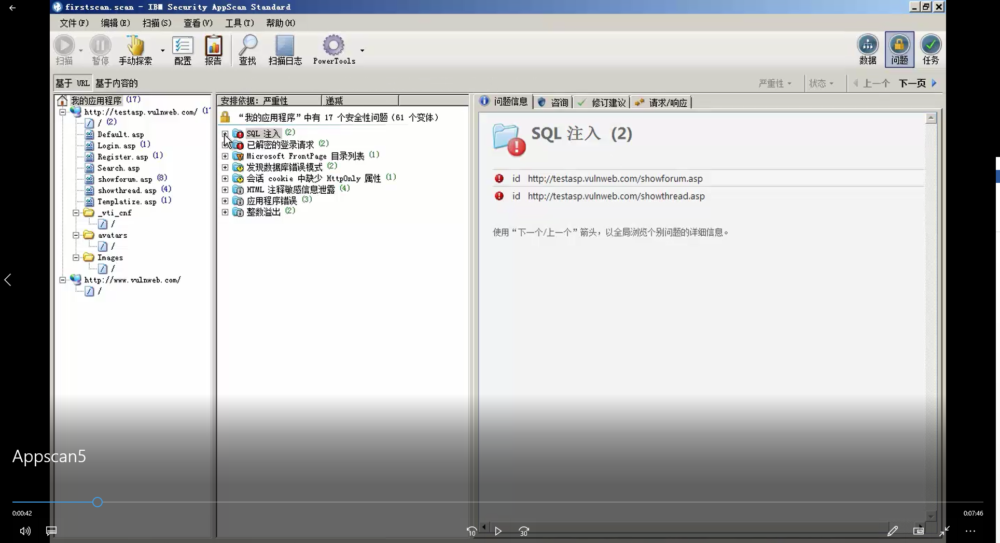 firstscan.scan - IBM Security AppScan Standard
文件(F) 编辑(E) 扫描(S) 查看(V) 工具(T) 帮助(H)
扫描 暂停 手动探索 配置 报告 查找 扫描日志 PowerTools 数据 问题 任务
基于 URL 基于内容的 严重性 状态 上一个 下一页
我的应用程序 (17)
http://testasp.vulnweb.com/
/ (2)
Default.asp
Login.asp (1)
Register.asp (1)
Search.asp
showforum.asp (8)
showthread.asp (4)
Templatize.asp (1)
_vti_cnf
/
avatars
/
Images
/
http://www.vulnweb.com/
/
安排依据: 严重性 递减
“我的应用程序”中有 17 个安全性问题(61 个变体)
SQL 注入 (2)
已解密的登录请求 (2)
Microsoft FrontPage 目录列表 (1)
发现数据库错误模式 (2)
会话 cookie 中缺少 HttpOnly 属性 (1)
HTML 注释敏感信息泄露 (4)
应用程序错误 (3)
整数溢出 (2)
问题信息 咨询 修订建议 请求/响应
SQL 注入 (2)
id http://testasp.vulnweb.com/showforum.asp
id http://testasp.vulnweb.com/showthread.asp
使用“下一个/上一个”箭头，以全局浏览个别问题的详细信息。
Appscan5
0:00:42 0:07:46
10 30